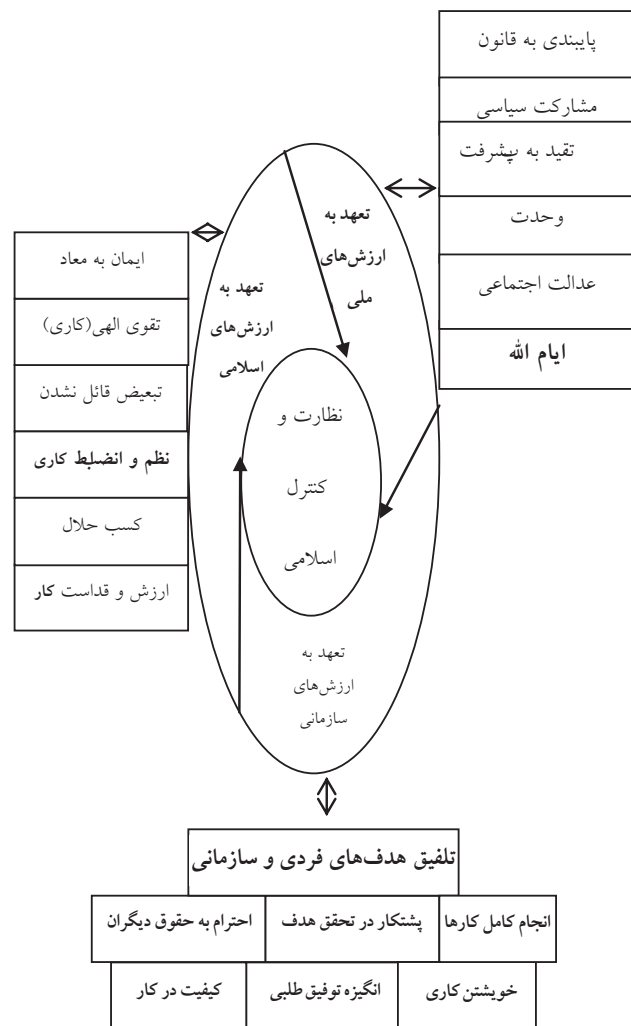 پایبندی به قانون
مشارکت سیاسی
تقید به پیشرفت
وحدت
عدالت اجتماعی
ایام الله
تعهد به
ارزش‌های
ملی
تعهد به
ارزش‌های
اسلامی
ایمان به معاد
تقوی الهی(کاری)
تبعیض قائل نشدن
نظم و انضباط کاری
کسب حلال
ارزش و قداست کار
نظارت و
کنترل
اسلامی
تعهد به
ارزش‌های
سازمانی
تلفیق هدف‌های فردی و سازمانی
انجام کامل کارها
پشتکار در تحقق هدف
احترام به حقوق دیگران
خویشتن کاری
انگیزه توفیق طلبی
کیفیت در کار